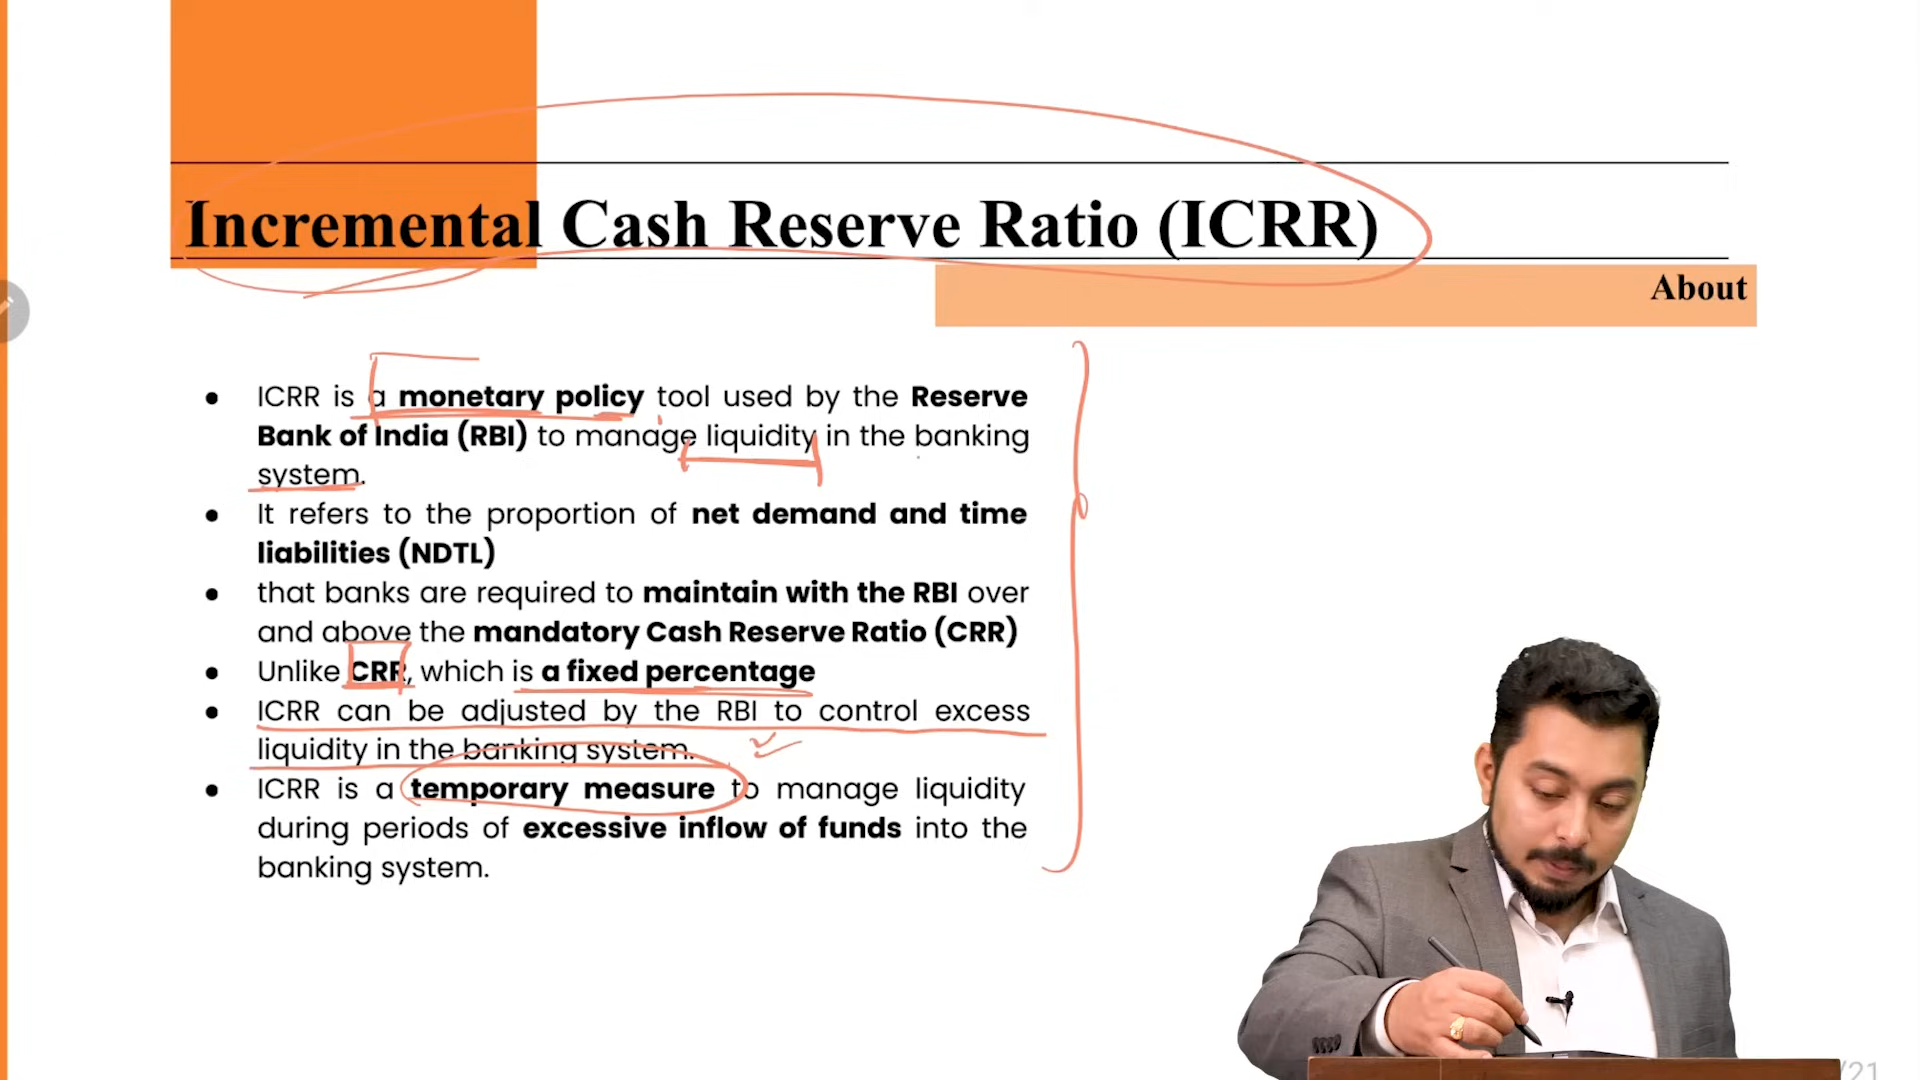 Incremental Cash Reserve Ratio (ICRR)
About
● ICRR is a monetary policy tool used by the Reserve
Bank of India (RBI) to manage liquidity in the banking
system.
● It refers to the proportion of net demand and time
liabilities (NDTL)
● that banks are required to maintain with the RBI over
and above the mandatory Cash Reserve Ratio (CRR)
● Unlike CRR, which is a fixed percentage
● ICRR can be adjusted by the RBI to control excess
liquidity in the banking system.
● ICRR is a temporary measure to manage liquidity
during periods of excessive inflow of funds into the
banking system.
/21